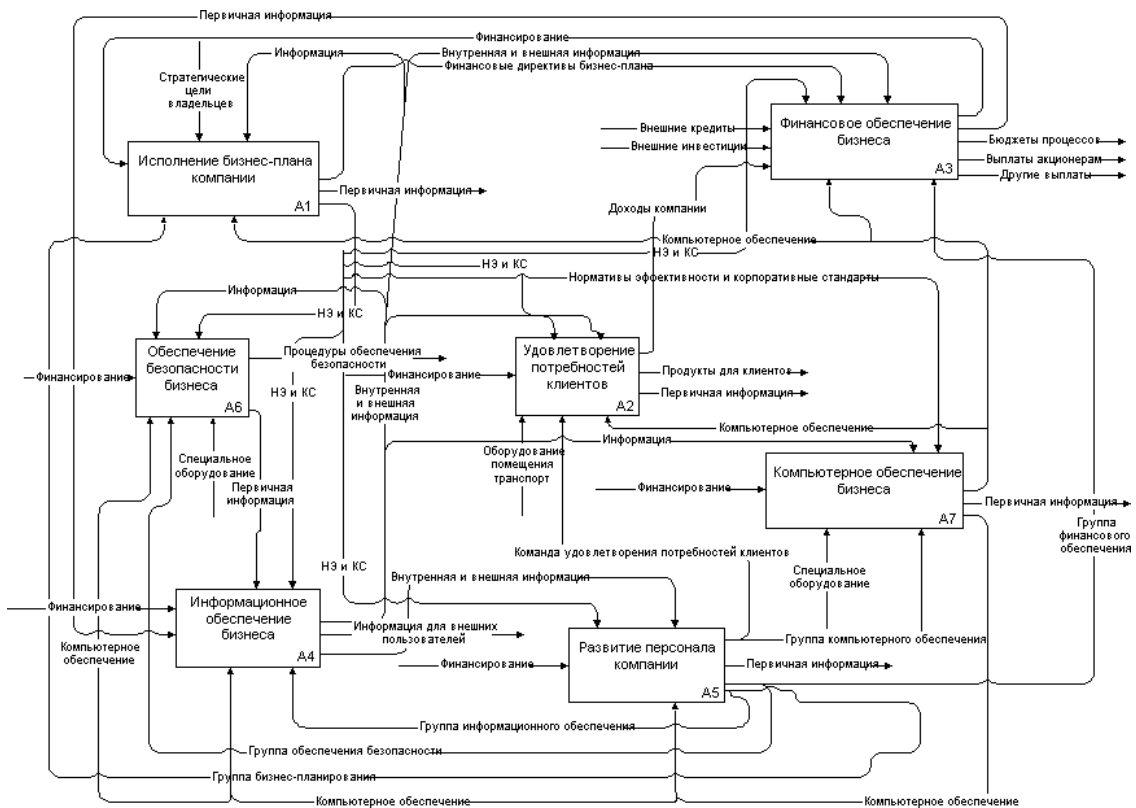 Первичная информация
Финансирование
Информация
Внутренняя и внешняя информация
Финансовые директивы бизнес-плана
Стратегические
цели
владельцев
Исполнение бизнес-плана
компании
A1
Первичная информация
Внешние кредиты
Внешние инвестиции
Финансовое обеспечение
бизнеса
A3
Бюджеты процессов
Выплаты акционерам
Другие выплаты
Доходы компании
Компьютерное обеспечение
НЭ и КС
НЭ и КС
Нормативы эффективности и корпоративные стандарты
Информация
НЭ и КС
Обеспечение
безопасности
бизнеса
A6
Финансирование
Процедуры обеспечения
безопасности
НЭ и КС
Внутренняя
и внешняя
информация
Финансирование
Удовлетворение
потребностей
клиентов
A2
Продукты для клиентов
Первичная информация
Компьютерное обеспечение
Информация
Специальное
оборудование
Первичная
информация
Оборудование
помещения
транспорт
Компьютерное обеспечение
бизнеса
A7
Финансирование
Первичная информация
Группа
финансового
обеспечения
Команда удовлетворения потребностей клиентов
Специальное
оборудование
НЭ и КС
Внутренняя и внешняя информация
Финансирование
Информационное
обеспечение
бизнеса
A4
Информация для внешних
пользователей
Компьютерное
обеспечение
Финансирование
Развитие персонала
компании
A5
Группа компьютерного обеспечения
Первичная информация
Группа информационного обеспечения
Группа обеспечения безопасности
Группа бизнес-планирования
Компьютерное обеспечение
Компьютерное обеспечение